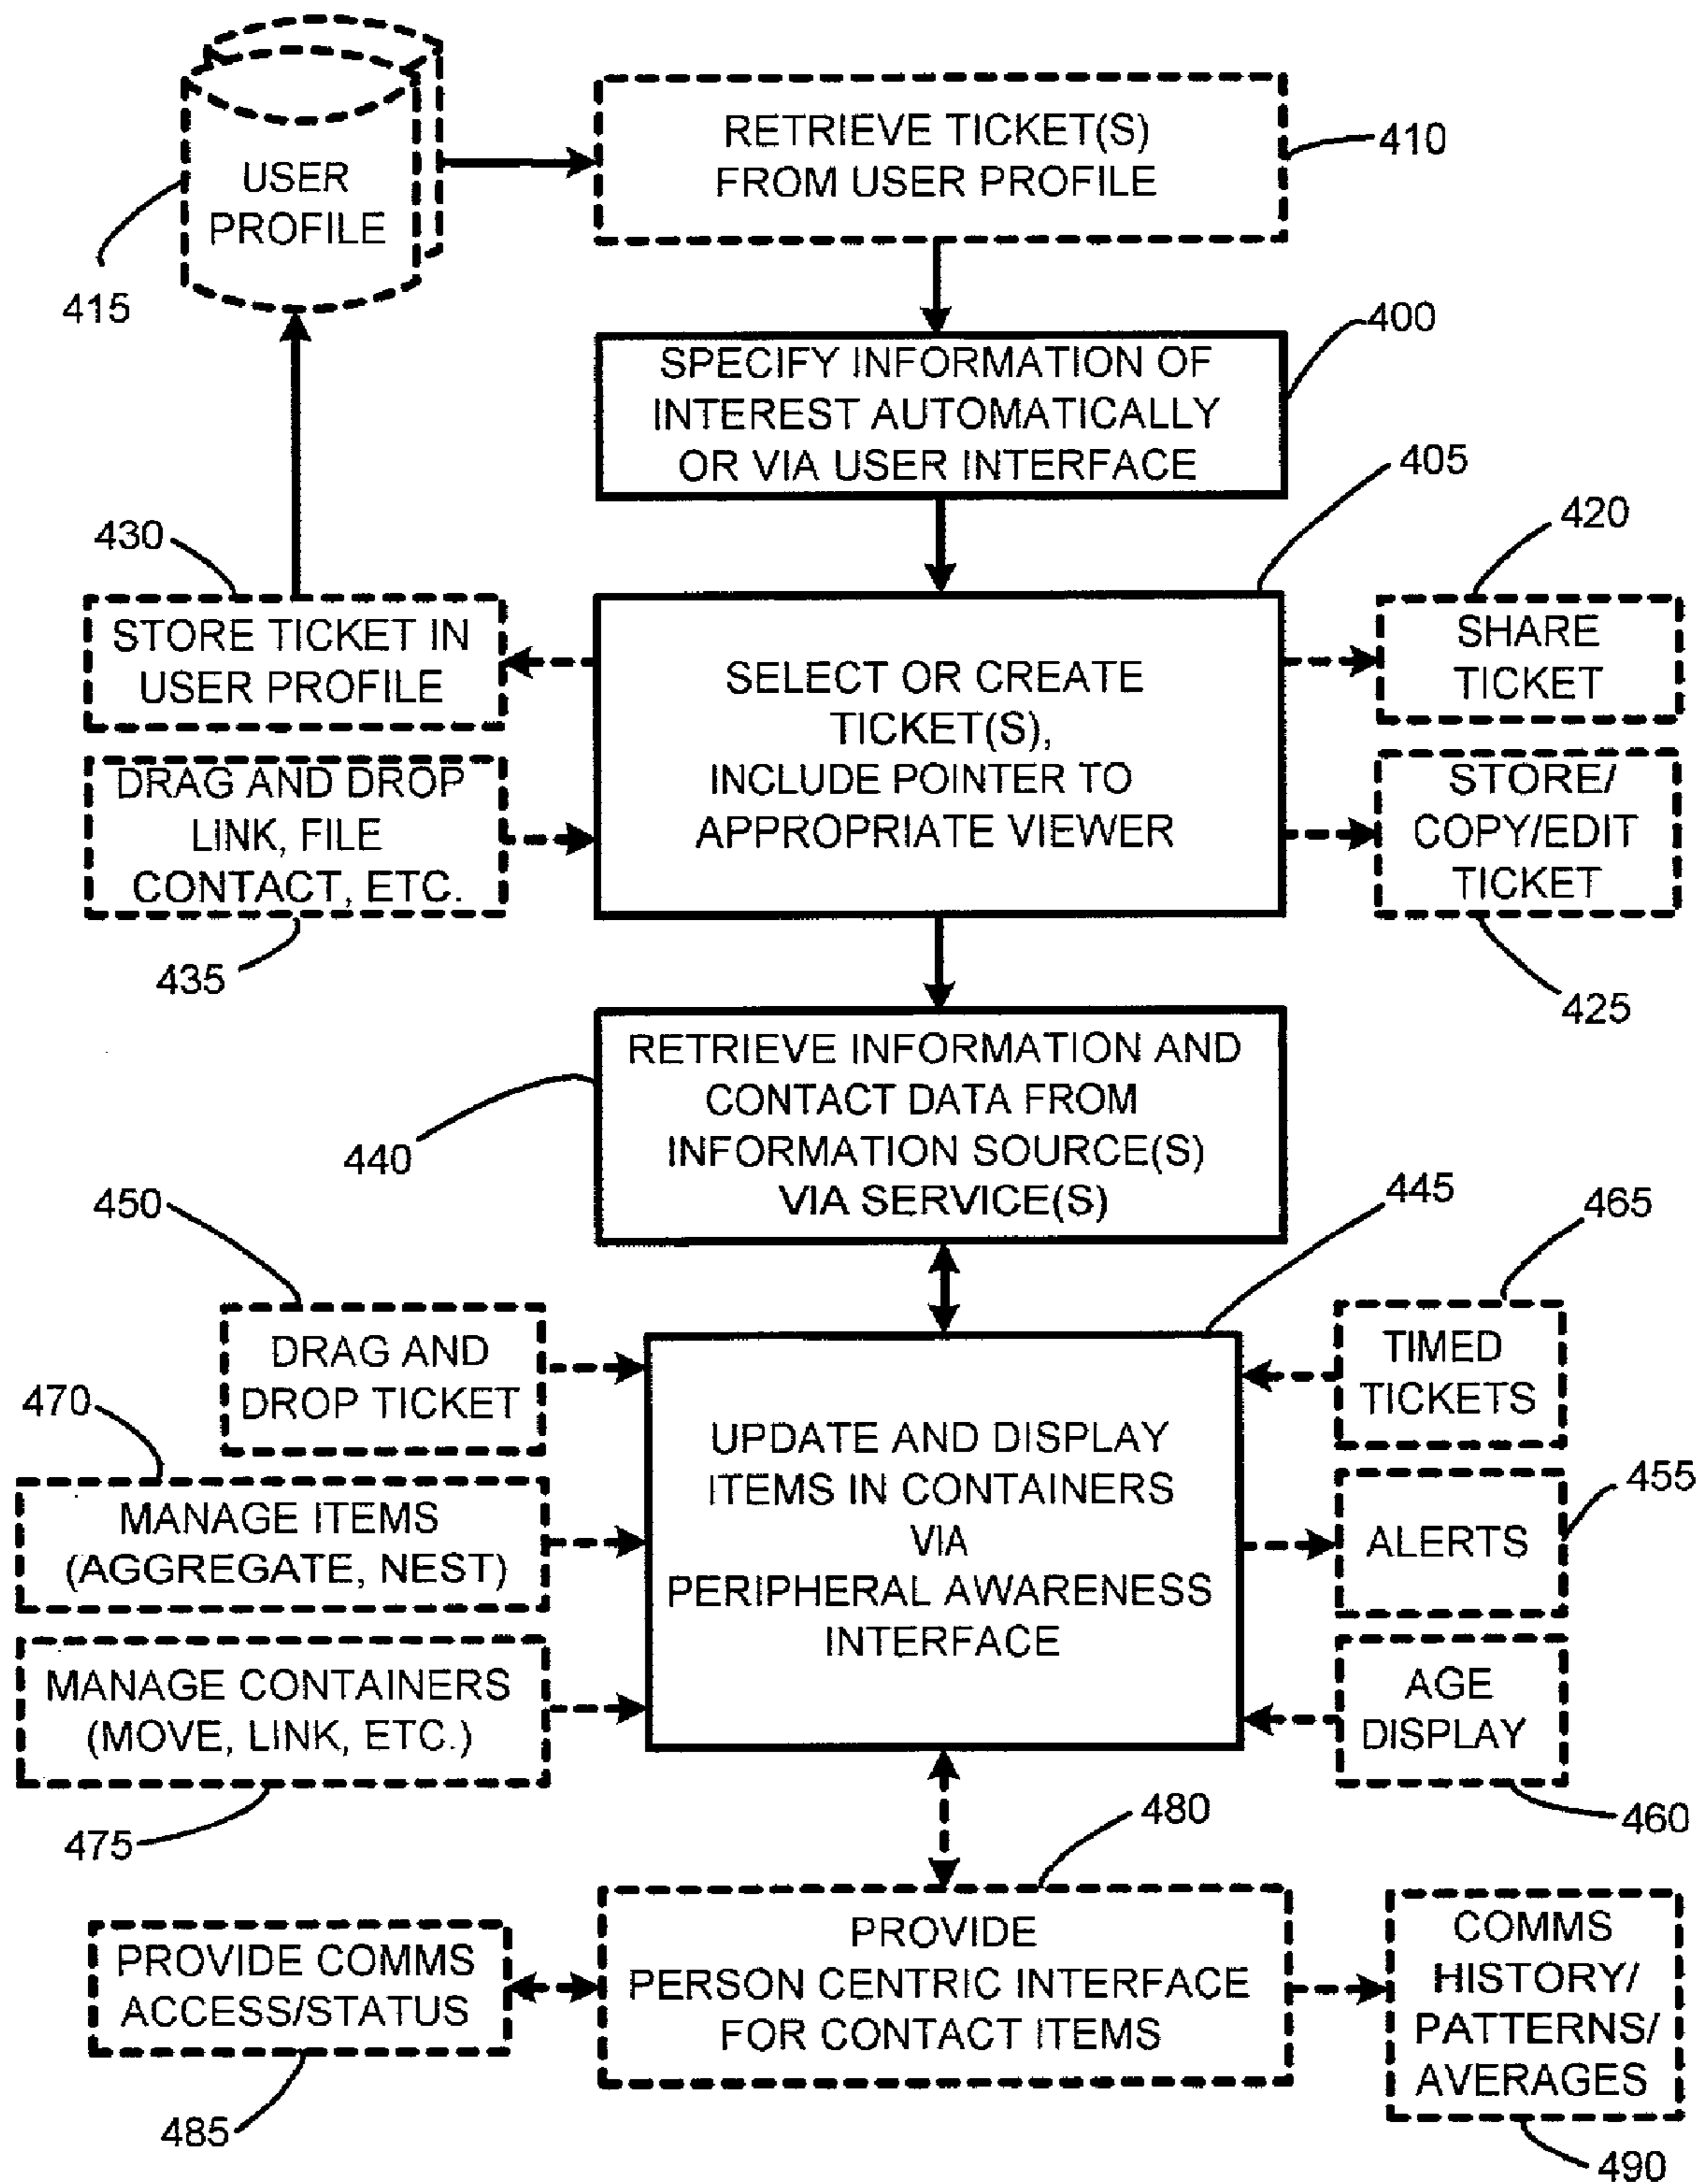 USER
PROFILE
415
RETRIEVE TICKET(S)
FROM USER PROFILE
410
SPECIFY INFORMATION OF
INTEREST AUTOMATICALLY
OR VIA USER INTERFACE
400
405
430
STORE TICKET IN
USER PROFILE
DRAG AND DROP
LINK, FILE
CONTACT, ETC.
435
SELECT OR CREATE
TICKET(S),
INCLUDE POINTER TO
APPROPRIATE VIEWER
420
SHARE
TICKET
STORE/
COPY/EDIT
TICKET
425
RETRIEVE INFORMATION AND
CONTACT DATA FROM
INFORMATION SOURCE(S)
VIA SERVICE(S)
440
445
450
DRAG AND
DROP TICKET
470
MANAGE ITEMS
(AGGREGATE, NEST)
MANAGE CONTAINERS
(MOVE, LINK, ETC.)
475
UPDATE AND DISPLAY
ITEMS IN CONTAINERS
VIA
PERIPHERAL AWARENESS
INTERFACE
465
TIMED
TICKETS
455
ALERTS
AGE
DISPLAY
460
480
PROVIDE COMMS
ACCESS/STATUS
485
PROVIDE
PERSON CENTRIC INTERFACE
FOR CONTACT ITEMS
COMMS
HISTORY/
PATTERNS/
AVERAGES
490